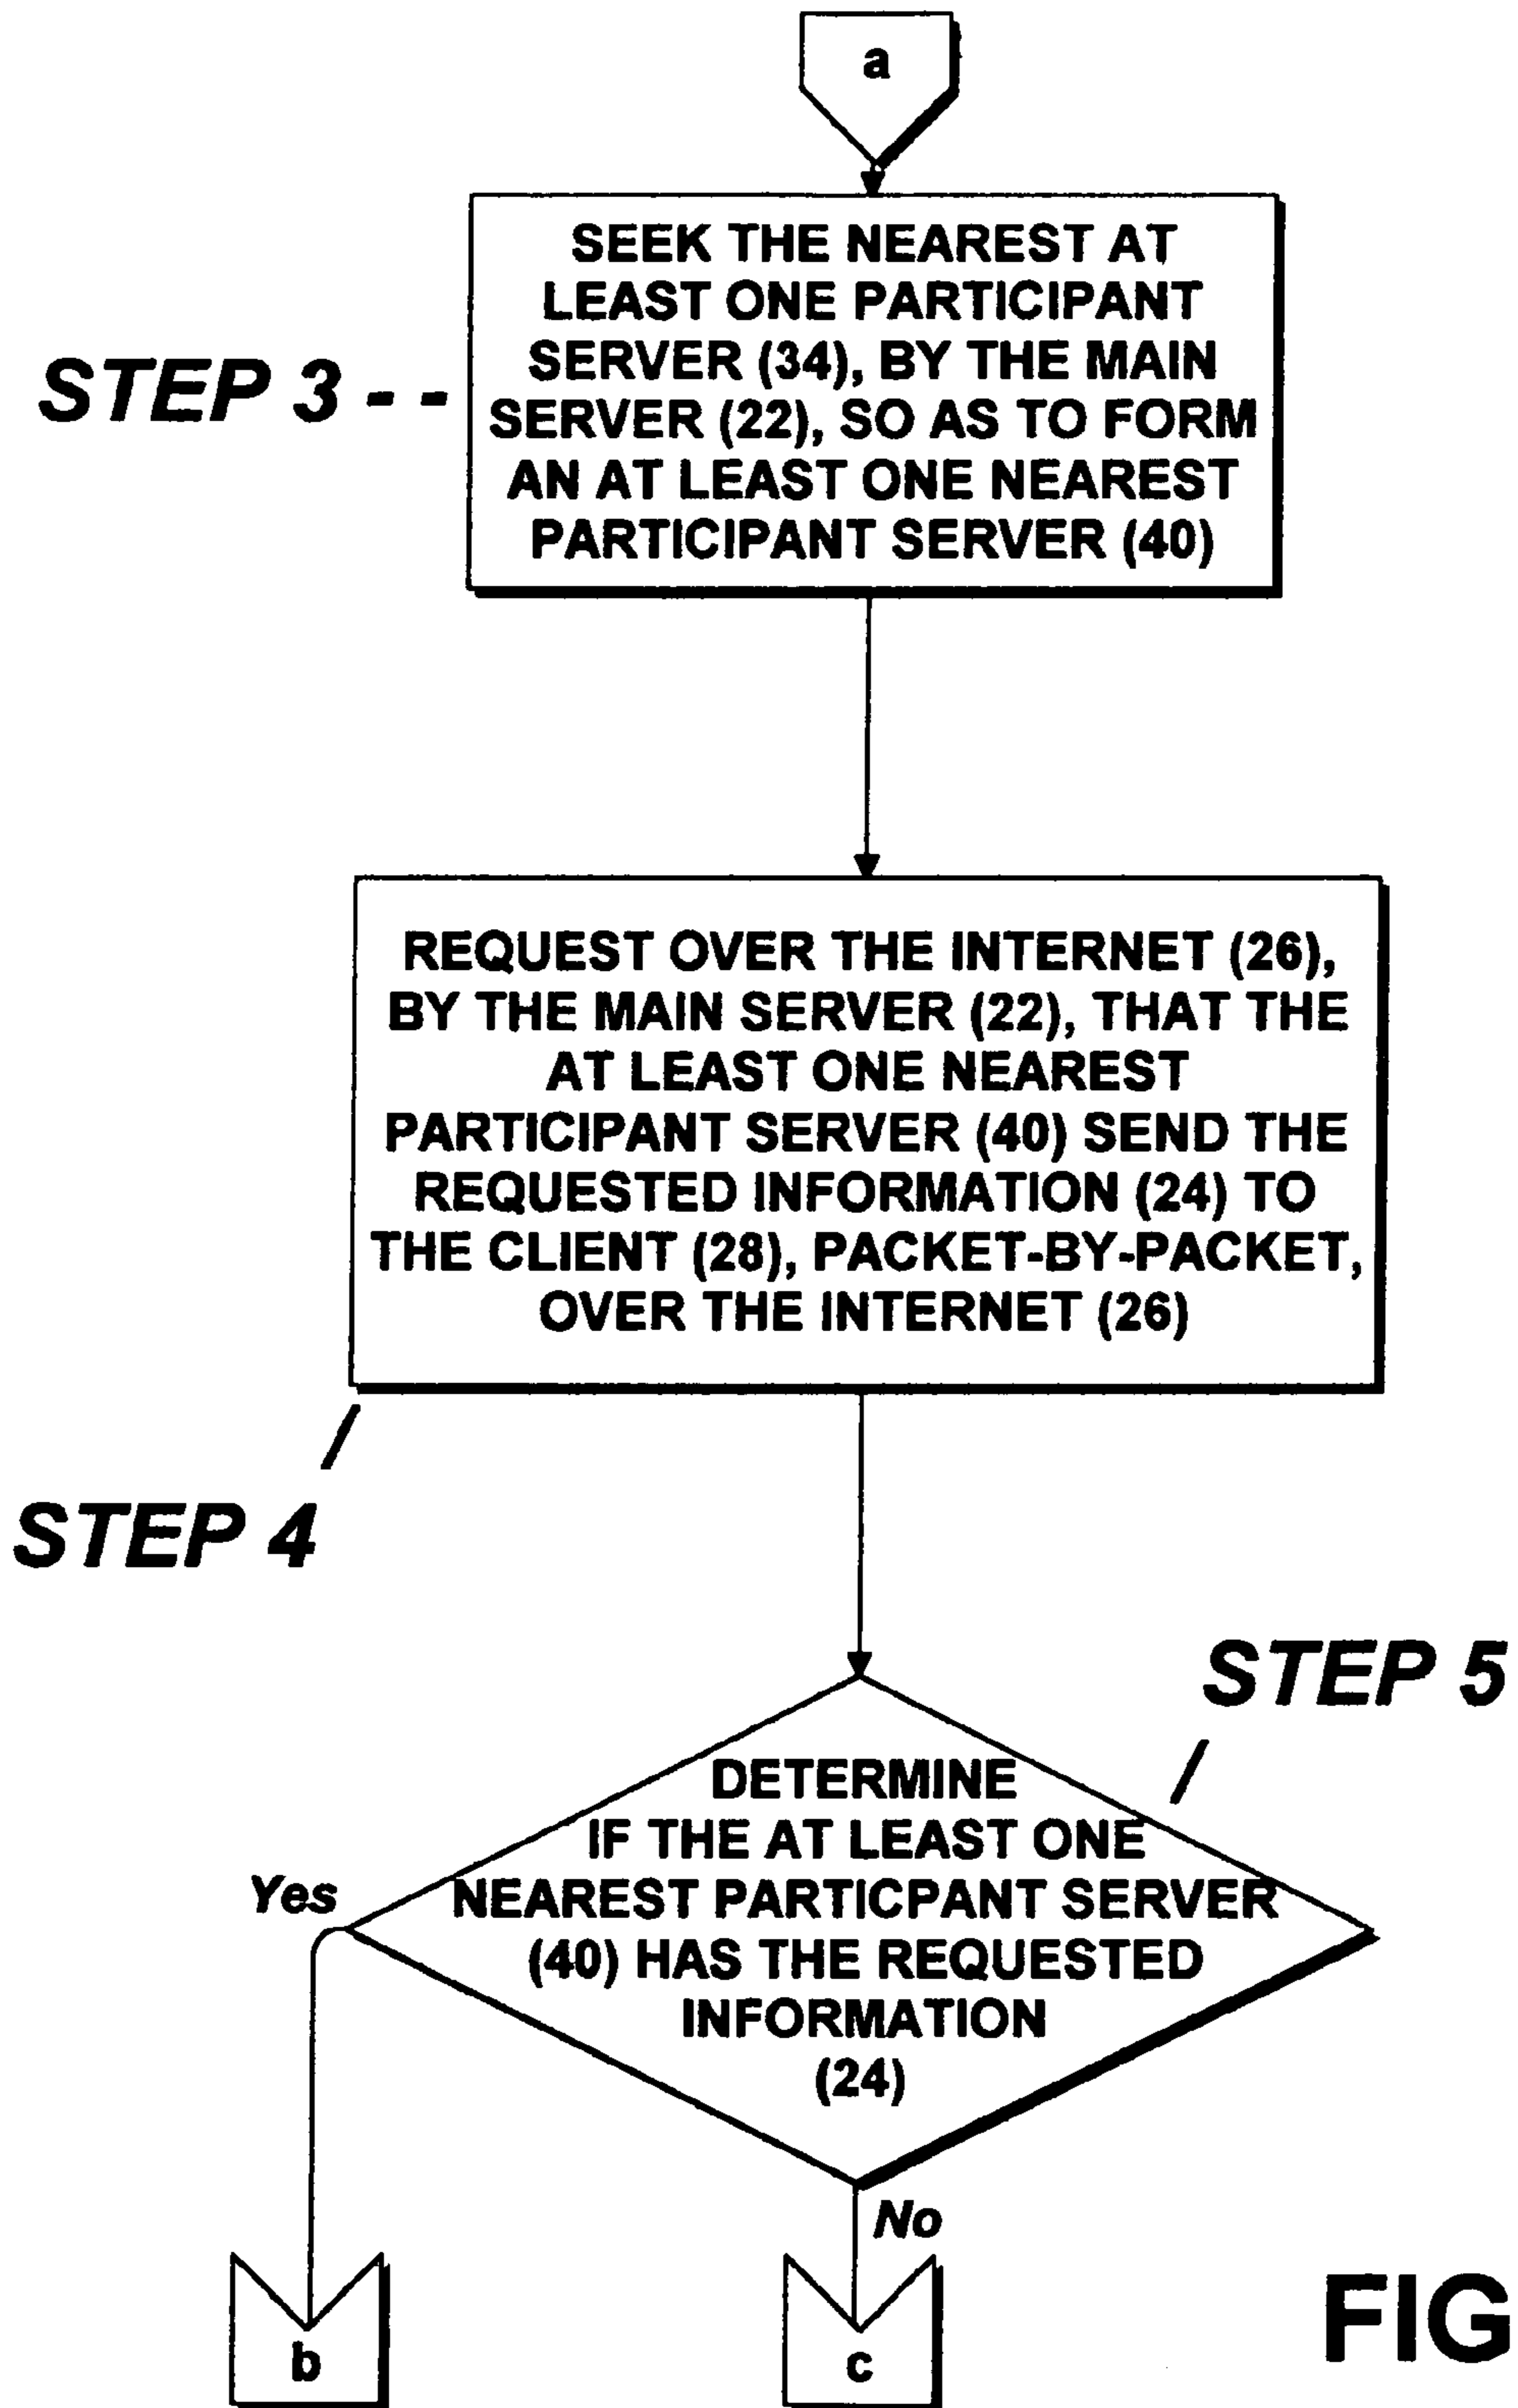 a
SEEK THE NEAREST AT
LEAST ONE PARTICIPANT
SERVER (34), BY THE MAIN
SERVER (22), SO AS TO FORM
AN AT LEAST ONE NEAREST
PARTICIPANT SERVER (40)
STEP 3 - -
REQUEST OVER THE INTERNET (26),
BY THE MAIN SERVER (22), THAT THE
AT LEAST ONE NEAREST
PARTICIPANT SERVER (40) SEND THE
REQUESTED INFORMATION (24) TO
THE CLIENT (28), PACKET-BY-PACKET,
OVER THE INTERNET (26)
STEP 4
STEP 5
DETERMINE
IF THE AT LEAST ONE
NEAREST PARTICPANT SERVER
(40) HAS THE REQUESTED
INFORMATION
(24)
Yes
No
b
c
FIG